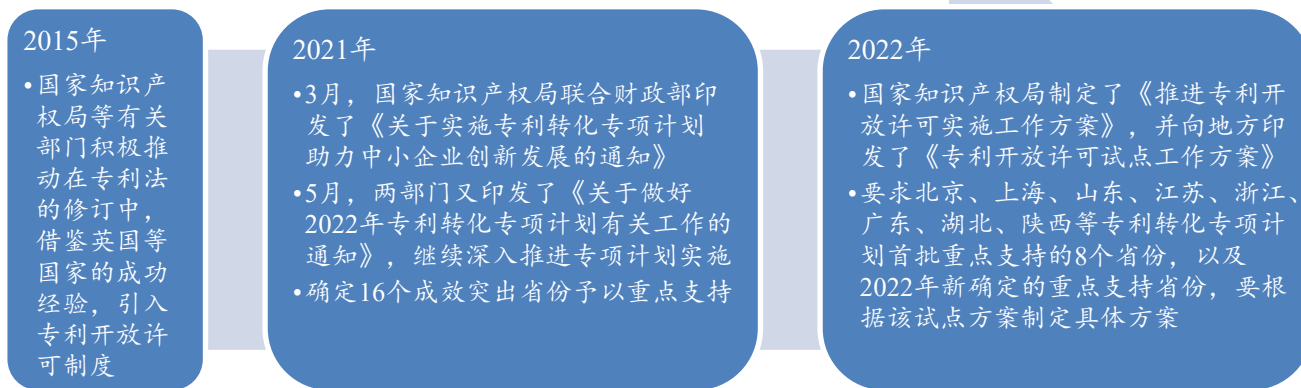 2015年
•国家知识产
权局等有关
部门积极推
动在专利法
的修订中，
借鉴英国等
国家的成功
经验，引入
专利开放许
可制度
2021年
•3月，国家知识产权局联合财政部印
发了《关于实施专利转化专项计划
助力中小企业创新发展的通知》
•5月，两部门又印发了《关于做好
2022年专利转化专项计划有关工作的
通知》，继续深入推进专项计划实施
•确定16个成效突出省份予以重点支持
2022年
•国家知识产权局制定了《推进专利开
放许可实施工作方案》，并向地方印
发了《专利开放许可试点工作方案》
•要求北京、上海、山东、江苏、浙江、
广东、湖北、陕西等专利转化专项计
划首批重点支持的8个省份，以及
2022年新确定的重点支持省份，要根
据该试点方案制定具体方案